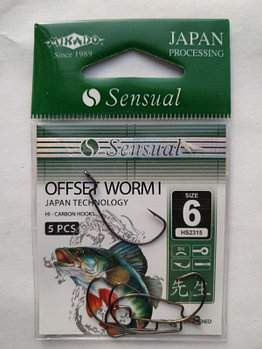 MIKADO
Since 1989
JAPAN
PROCESSING
Sensual
Sensual
OFFSET WORM I
JAPAN TECHNOLOGY
HI - CARBON HOOKS
5 PCS.
SIZE
6
HS2315
BN
先生